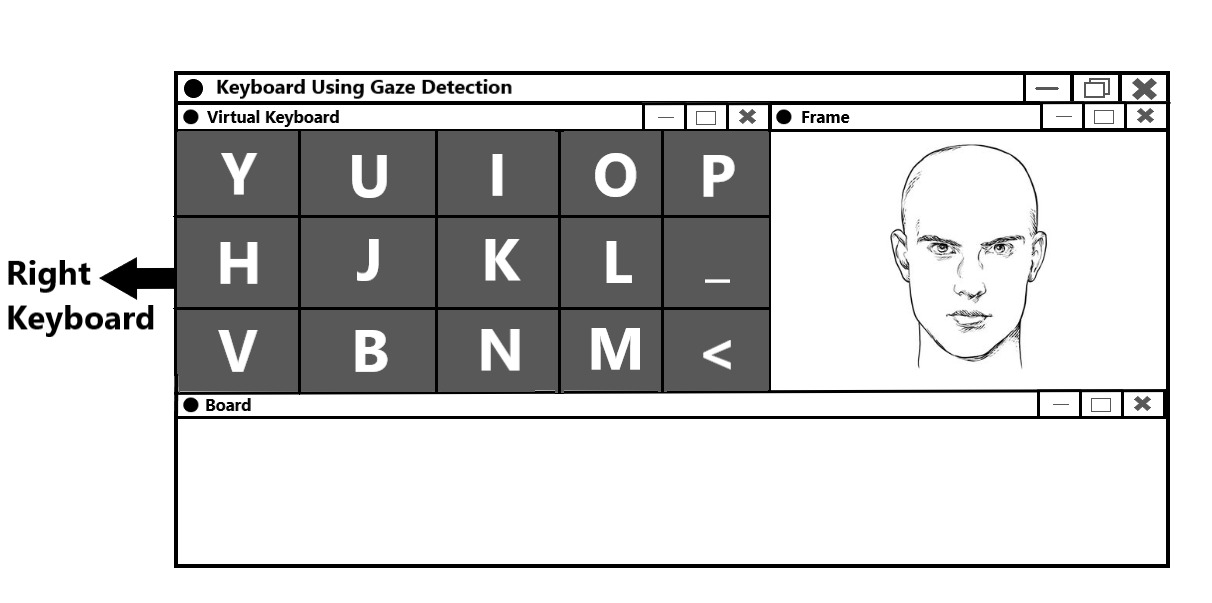 Keyboard Using Gaze Detection
Virtual Keyboard
Frame
Y U I O P
H J K L _
V B N M <
Right
Keyboard
Board